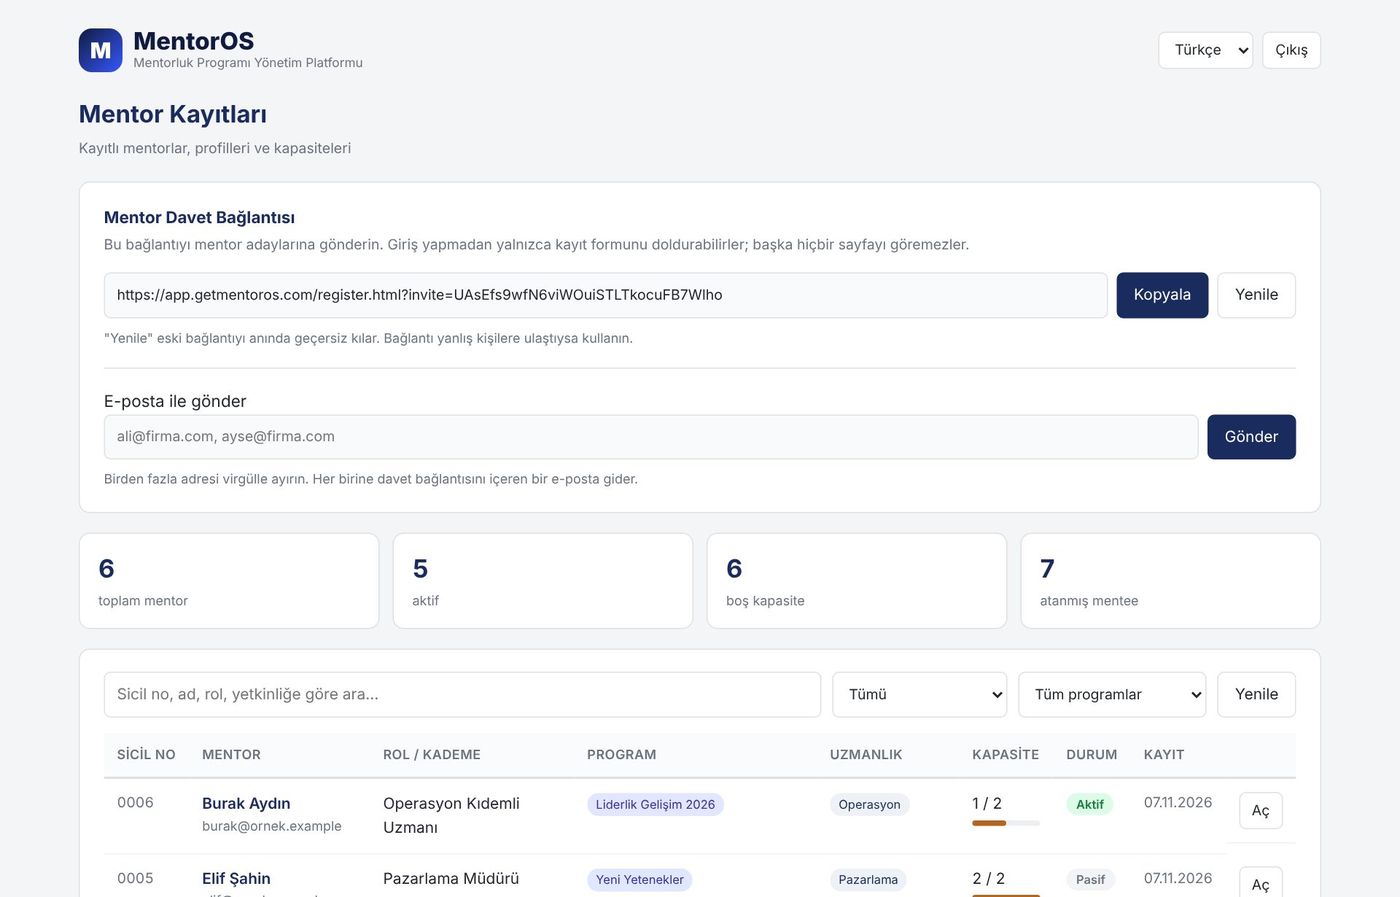 M
MentorOS
Mentorluk Programı Yönetim Platformu
Türkçe
Çıkış
Mentor Kayıtları
Kayıtlı mentorlar, profilleri ve kapasiteleri
Mentor Davet Bağlantısı
Bu bağlantıyı mentor adaylarına gönderin. Giriş yapmadan yalnızca kayıt formunu doldurabilirler; başka hiçbir sayfayı göremezler.
https://app.getmentoros.com/register.html?invite=UAsEfs9wfN6viWOuiSTLTkocuFB7Wlho
Kopyala
Yenile
"Yenile" eski bağlantıyı anında geçersiz kılar. Bağlantı yanlış kişilere ulaştıysa kullanın.
E-posta ile gönder
ali@firma.com, ayse@firma.com
Gönder
Birden fazla adresi virgülle ayırın. Her birine davet bağlantısını içeren bir e-posta gider.
6
toplam mentor
5
aktif
6
boş kapasite
7
atanmış mentee
Sicil no, ad, rol, yetkinliğe göre ara...
Tümü
Tüm programlar
Yenile
SİCİL NO MENTOR ROL / KADEME PROGRAM UZMANLIK KAPASİTE DURUM KAYIT
0006 Burak Aydın Operasyon Kıdemli Liderlik Gelişim 2026 Operasyon 1 / 2 Aktif 07.11.2026 Aç
burak@ornek.example Uzmanı
0005 Elif Şahin Pazarlama Müdürü Yeni Yetenekler Pazarlama 2 / 2 Pasif 07.11.2026 Aç